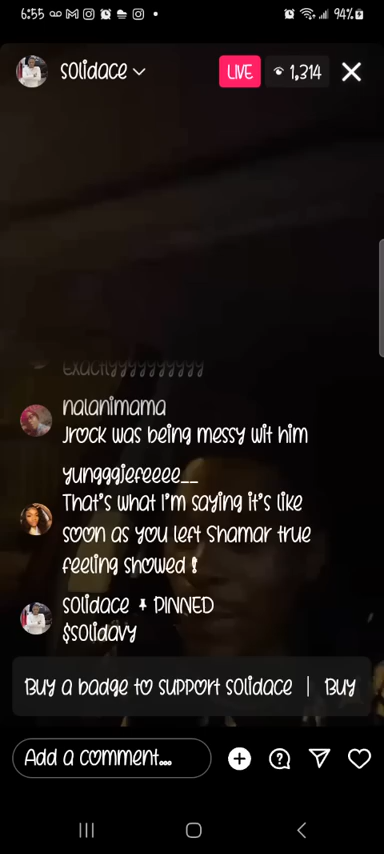 6:55 94%
solidace LIVE 1,314
Exactlyyyyyyyyyy
nalanimama
Jrock was being messy wit him
yungggjefeeee__
That's what I'm saying it's like
soon as you left Shamar true
feeling showed !
solidace PINNED
$solidavy
Buy a badge to support solidace | Buy
Add a comment...